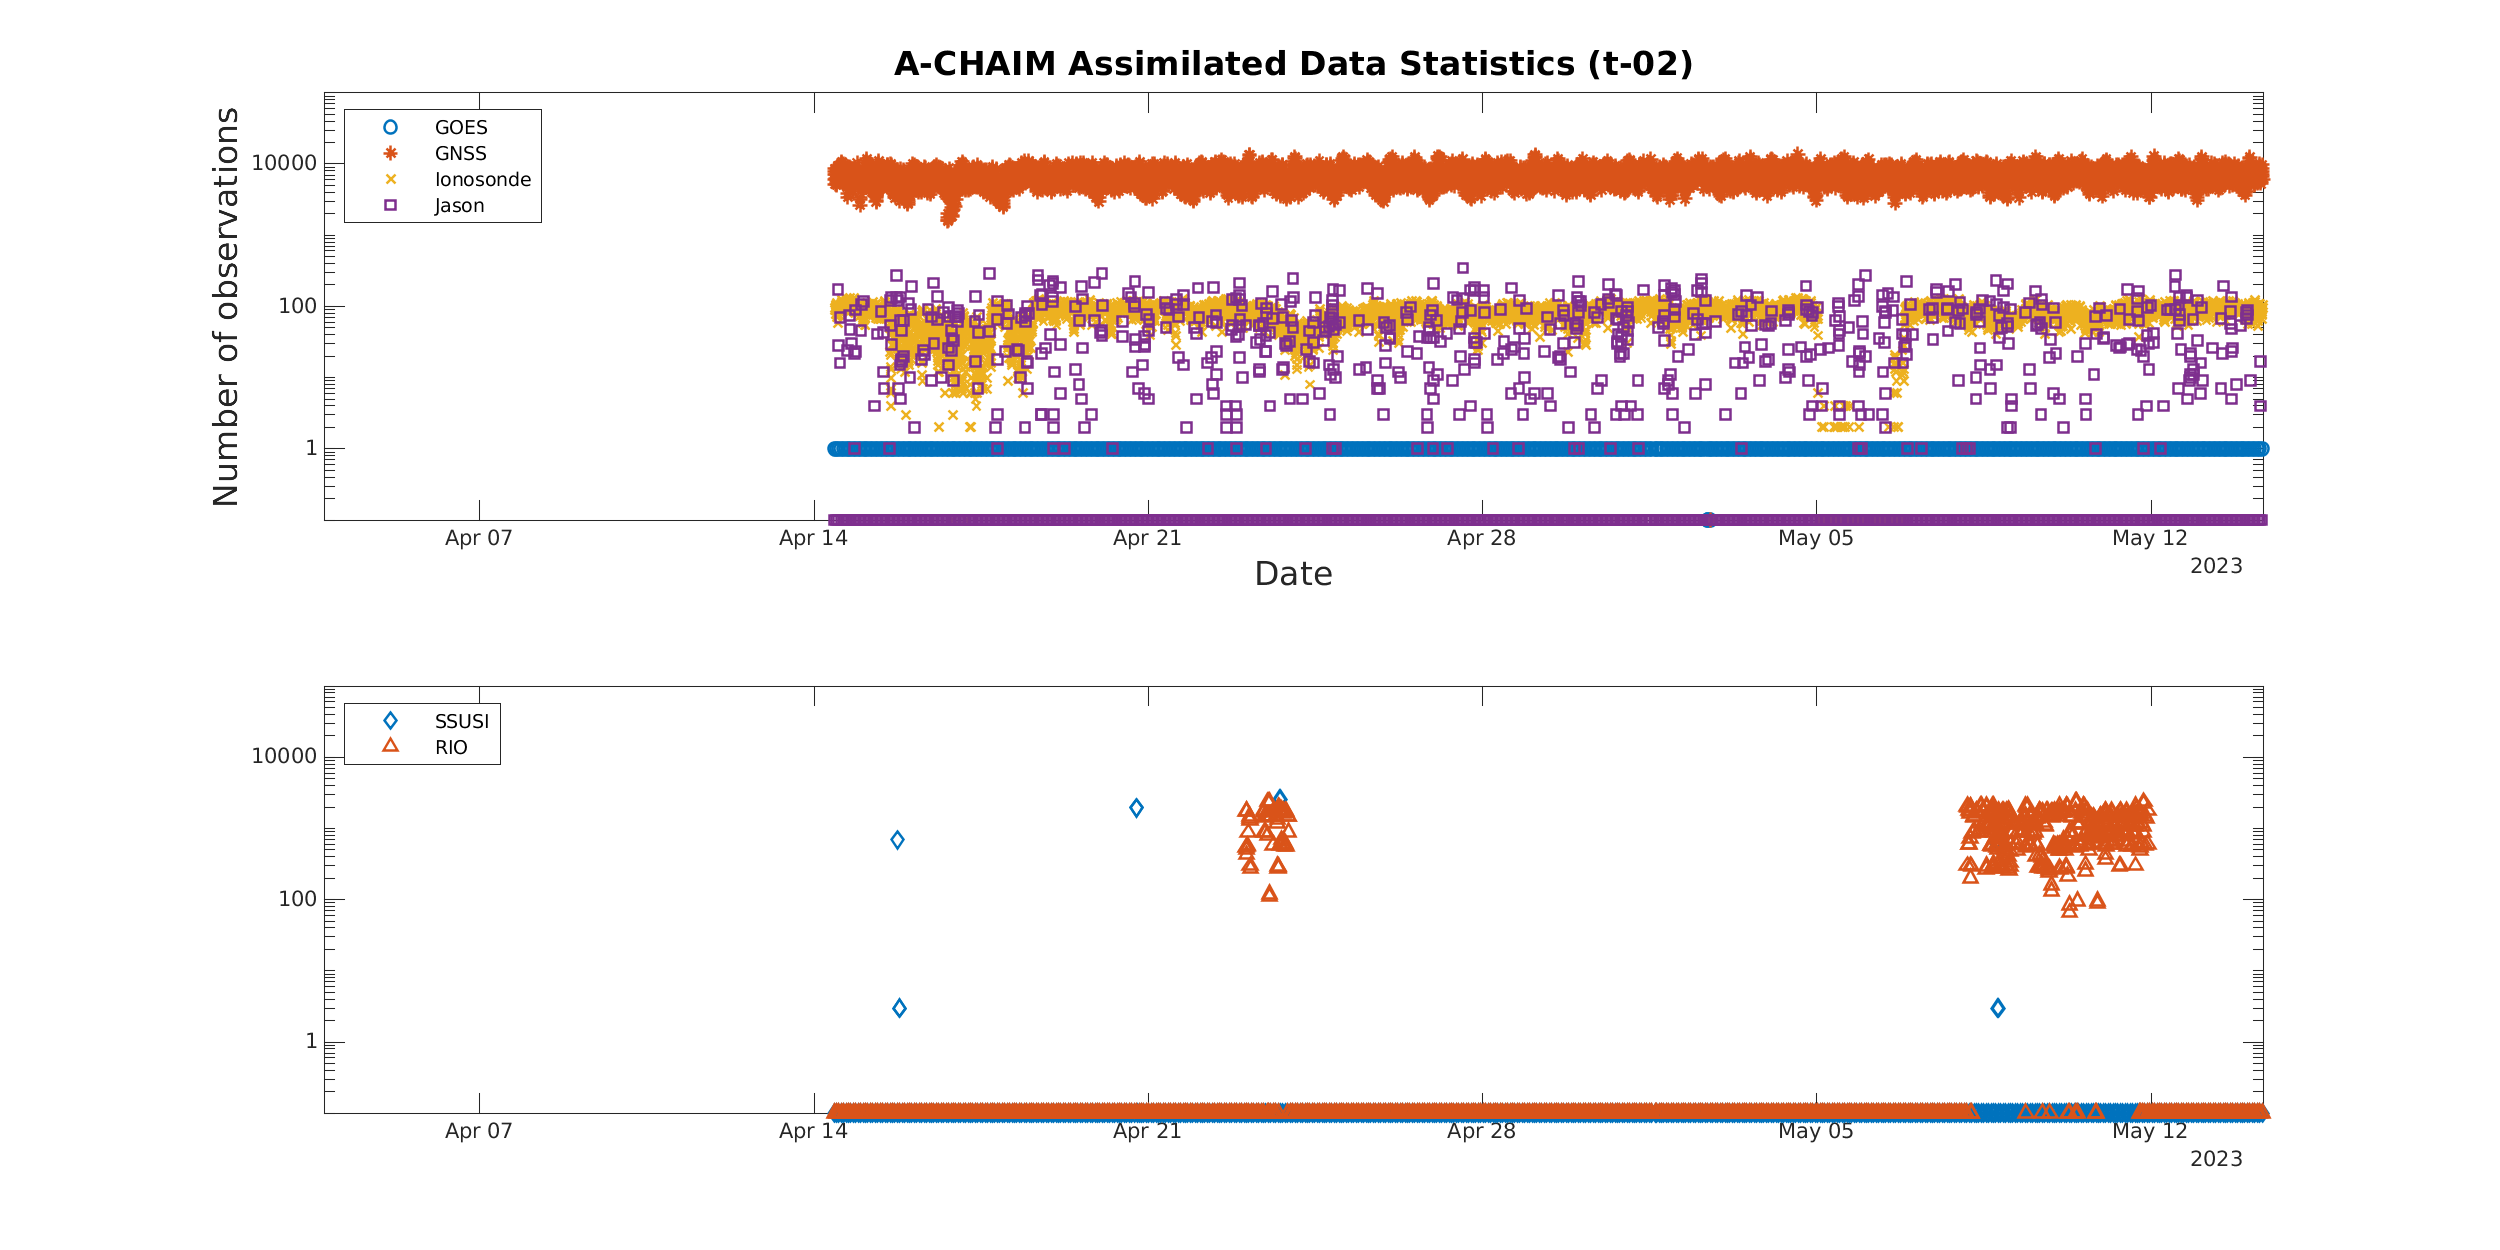 A-CHAIM Assimilated Data Statistics (t-02)
Number of observations
10000
100
1
GOES
GNSS
Ionosonde
Jason
Apr 07 Apr 14 Apr 21 Apr 28 May 05 May 12
2023
Date
10000
100
1
SSUSI
RIO
Apr 07 Apr 14 Apr 21 Apr 28 May 05 May 12
2023